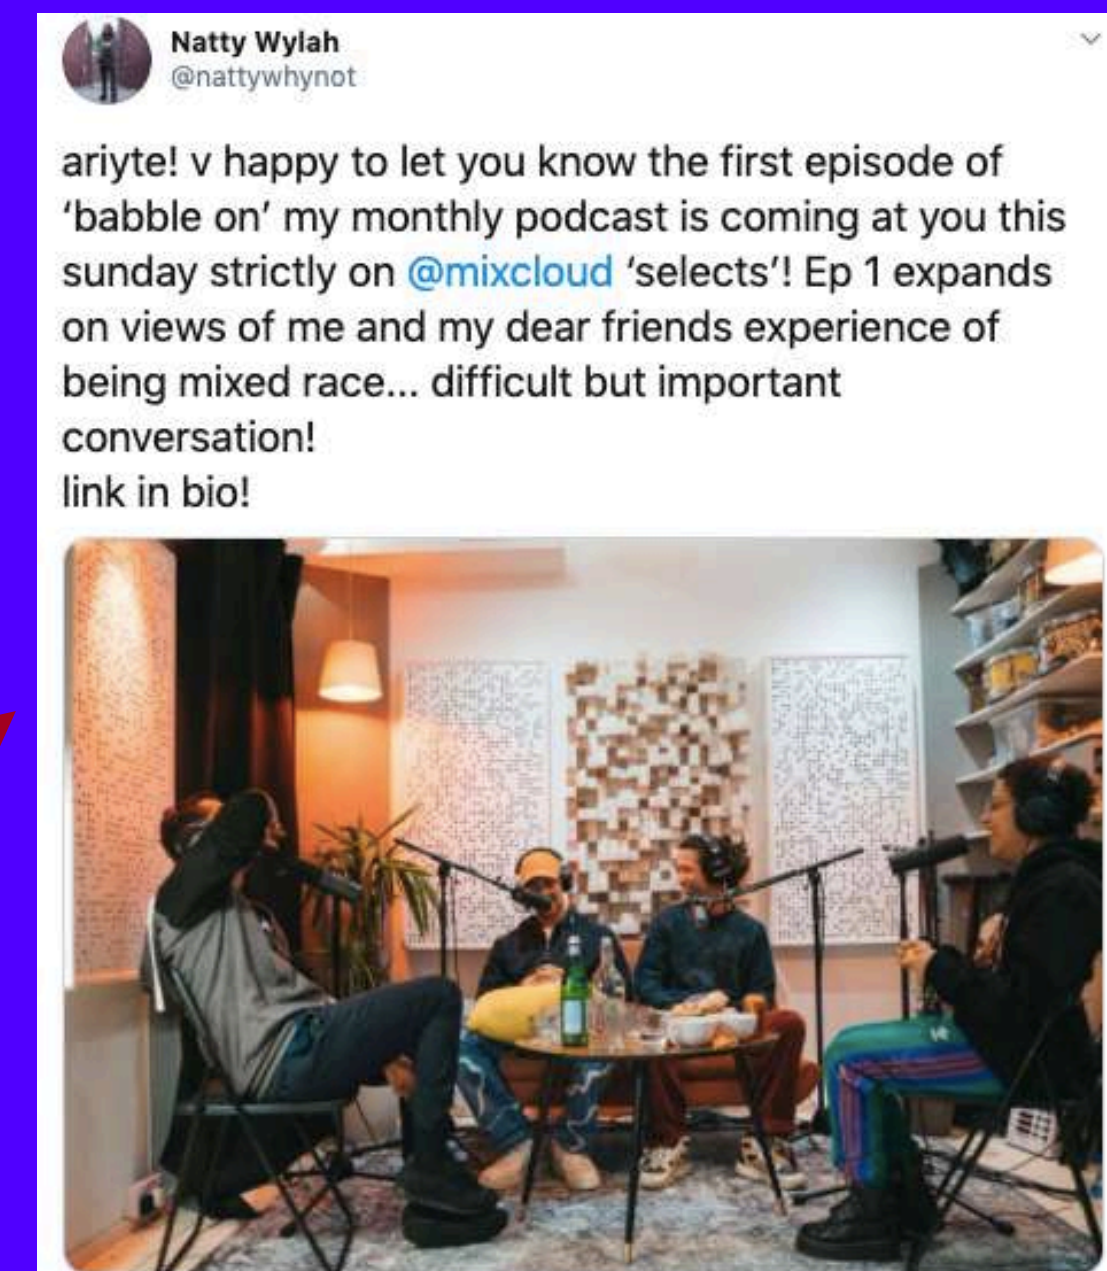 Natty Wylah
@nattywhynot
ariyte! v happy to let you know the first episode of
‘babble on’ my monthly podcast is coming at you this
sunday strictly on @mixcloud ‘selects’! Ep 1 expands
on views of me and my dear friends experience of
being mixed race... difficult but important
conversation!
link in bio!